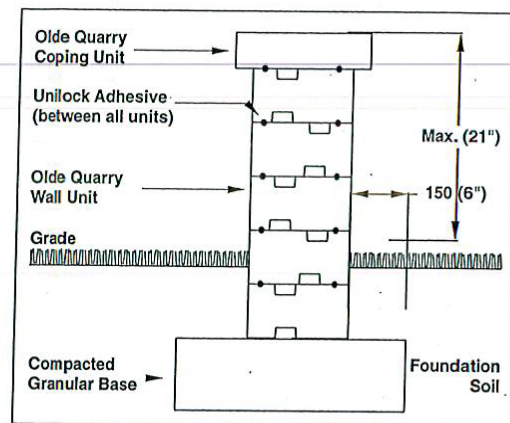 Olde Quarry
Coping Unit
Unilock Adhesive
(between all units)
Max. (21")
Olde Quarry
Wall Unit
150 (6")
Grade
Compacted
Granular Base
Foundation
Soil